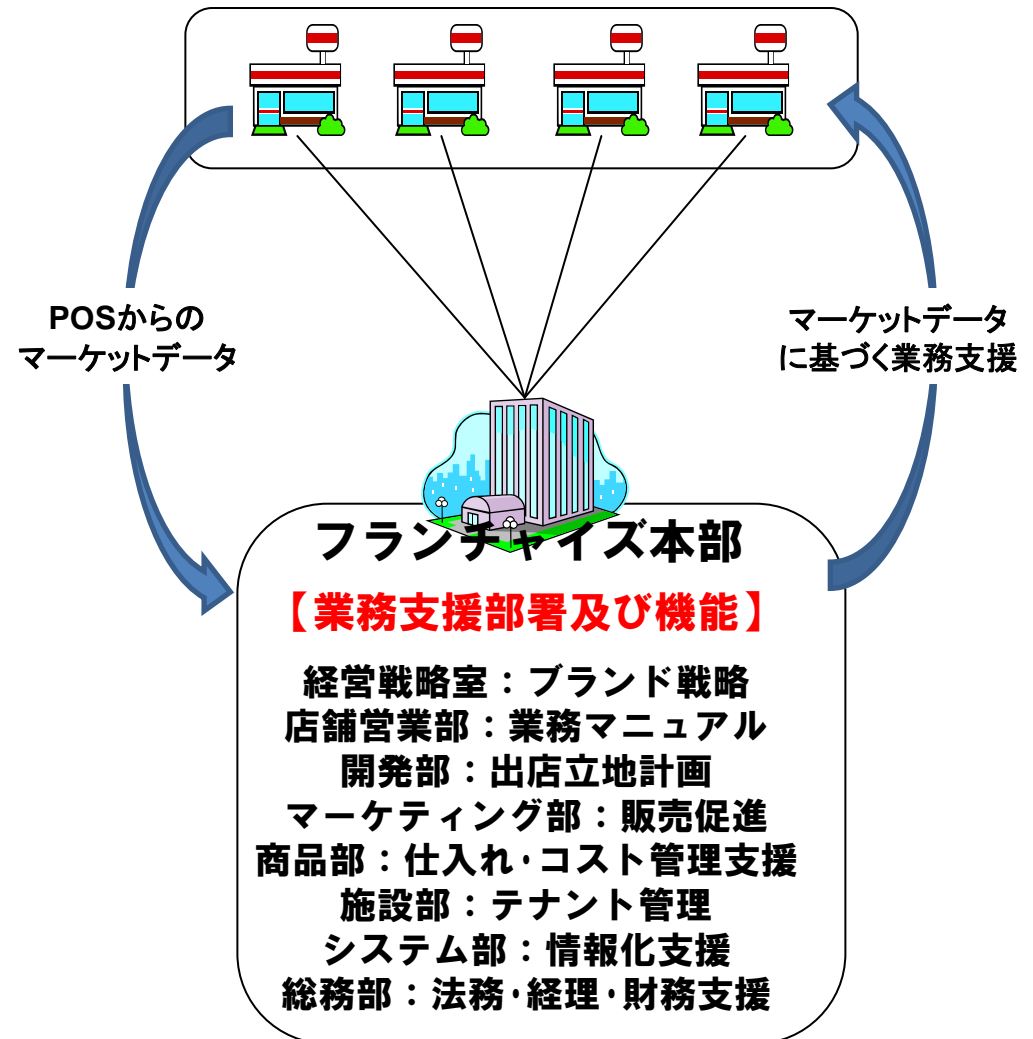 POSからの
マーケットデータ
マーケットデータ
に基づく業務支援
フランチャイズ本部
【業務支援部署及び機能】
経営戦略室：ブランド戦略
店舗営業部：業務マニュアル
開発部：出店立地計画
マーケティング部：販売促進
商品部：仕入れ･コスト管理支援
施設部：テナント管理
システム部：情報化支援
総務部：法務･経理･財務支援